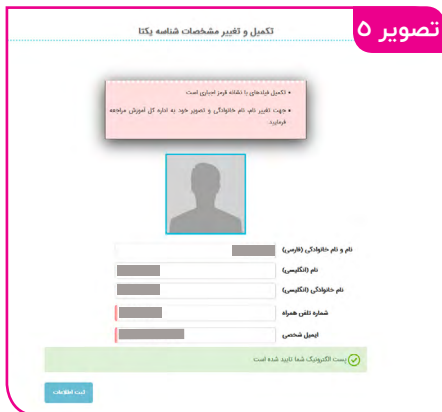 تصویر ۵
تکمیل و تغییر مشخصات شناسه یکتا
• تکمیل فیلدهای با نشانه قرمز اجباری است.
• جهت تغییر نام، نام خانوادگی و تصویر خود به اداره کل آموزش مراجعه
فرمایید.
نام و نام خانوادگی (فارسی)
نام (انگلیسی)
نام خانوادگی (انگلیسی)
شماره تلفن همراه
ایمیل شخصی
پست الکترونیک شما تایید شده است
ثبت اطلاعات